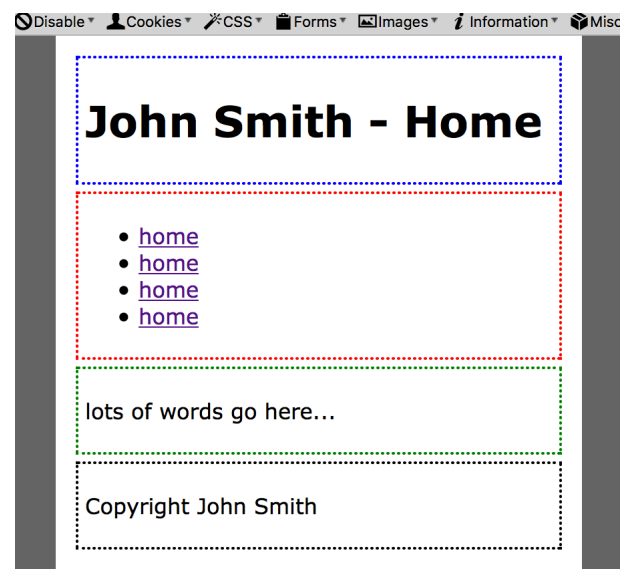 Disable Cookies CSS Forms Images Information Misc
John Smith - Home
home
home
home
home
lots of words go here...
Copyright John Smith